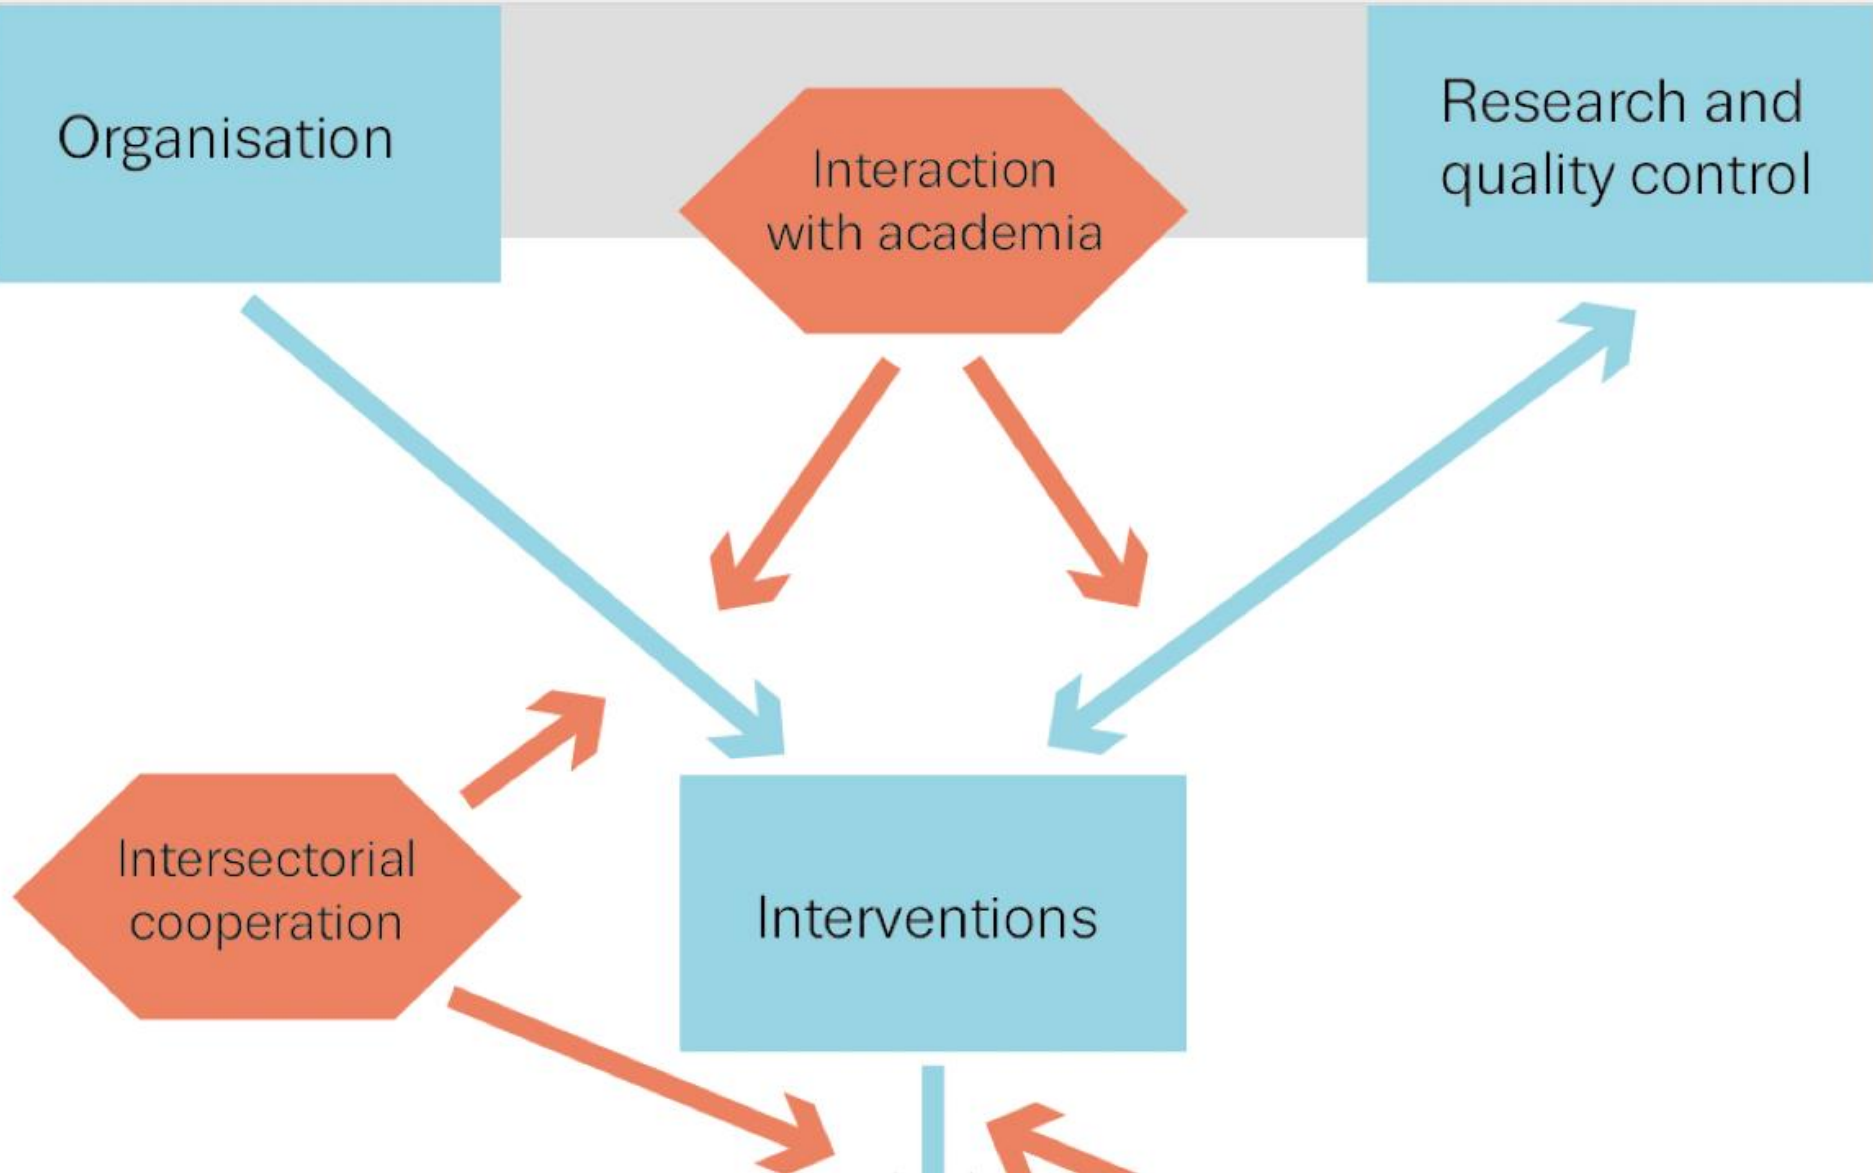 Organisation
Interaction
with academia
Research and
quality control
Intersectorial
cooperation
Interventions